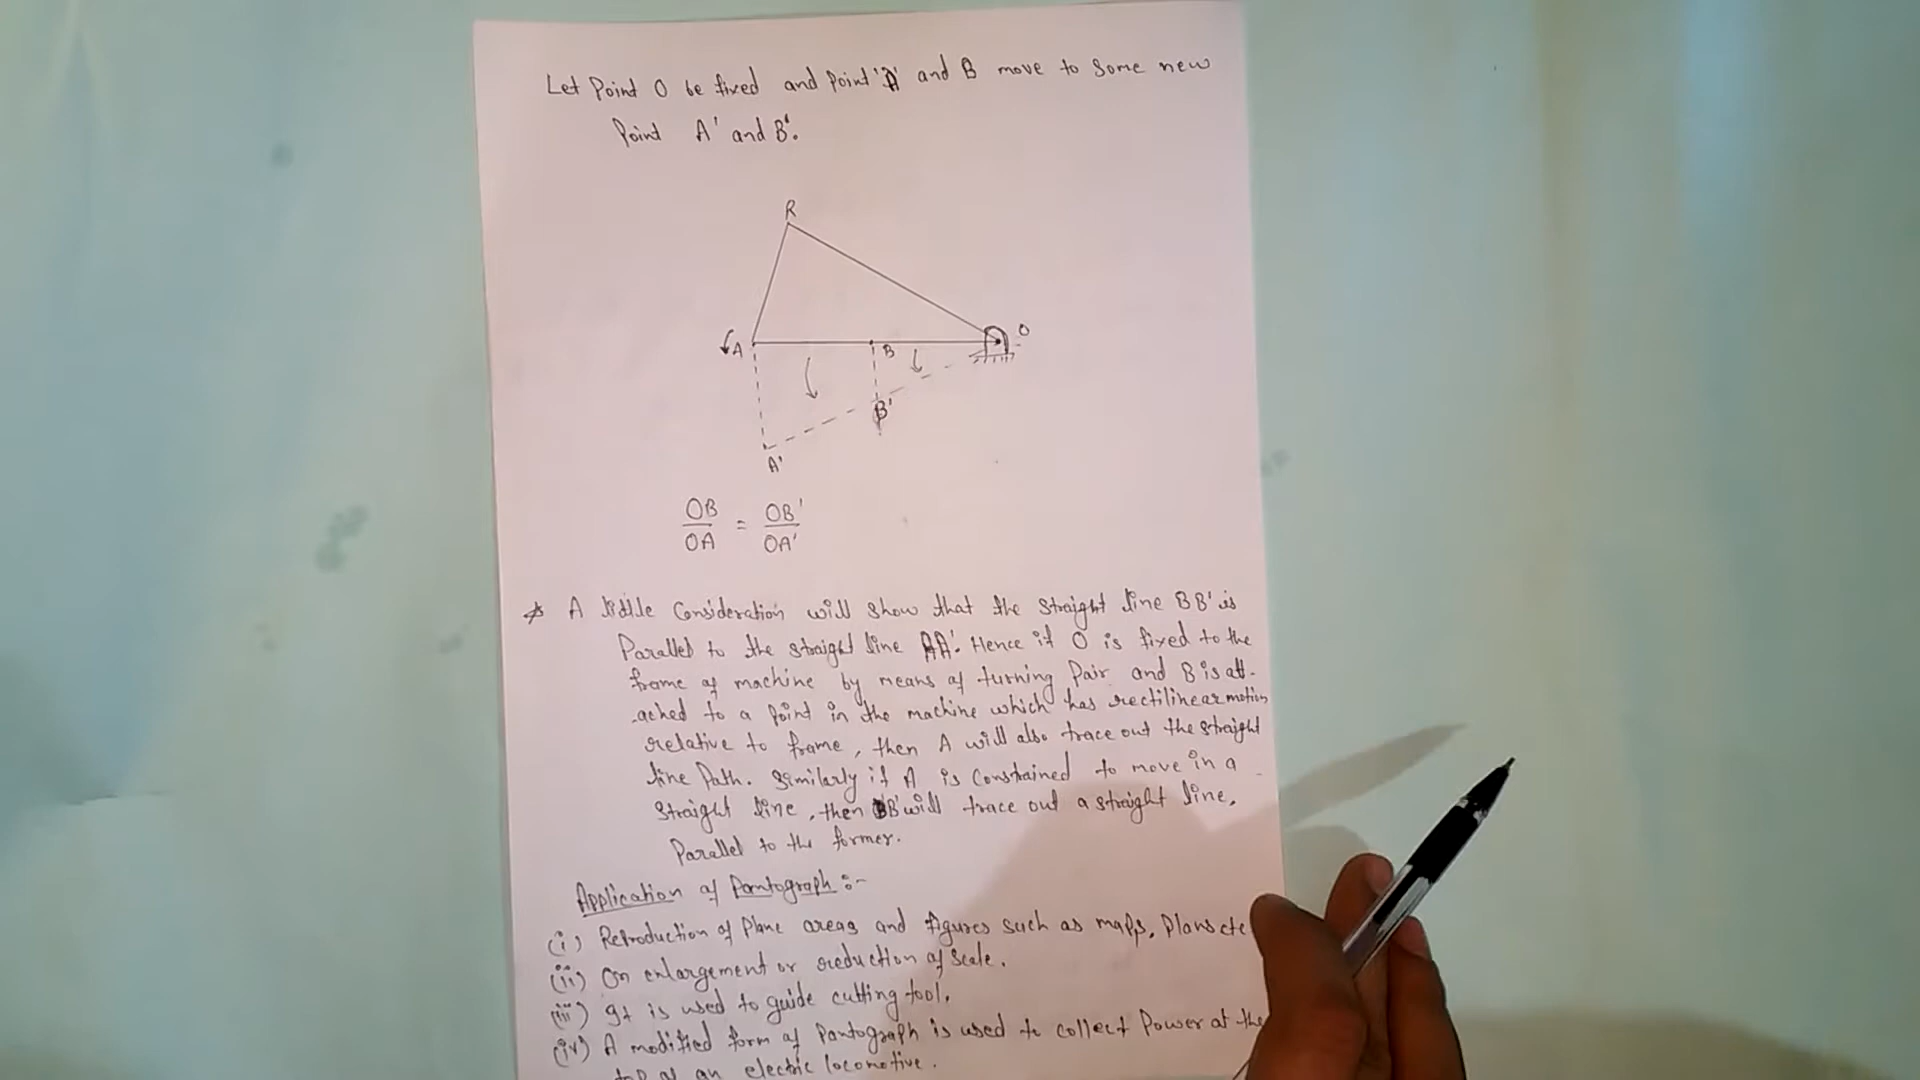 Let Point O be fixed and Point 'A' and B move to Some new
Point A' and B'.
R
A
B
O
B'
A'
OB/OA = OB'/OA'
A little Consideration will show that the straight line BB' is
Parallel to the straight line AA'. Hence if O is fixed to the
frame of machine by means of turning Pair and B is att-
-ached to a point in the machine which has rectilinear motion
relative to frame, then A will also trace out the straight
line Path. Similarly if A is Constrained to move in a
straight line, then BB' will trace out a straight line,
Parallel to the former.
Application of Pantograph :-
(i) Reproduction of Plane areas and figures such as maps, Plans etc
(ii) On enlargement or reduction of Scale.
(iii) It is used to guide cutting tool.
(iv) A modified form of Pantograph is used to collect Power at the
top of an electric locomotive.